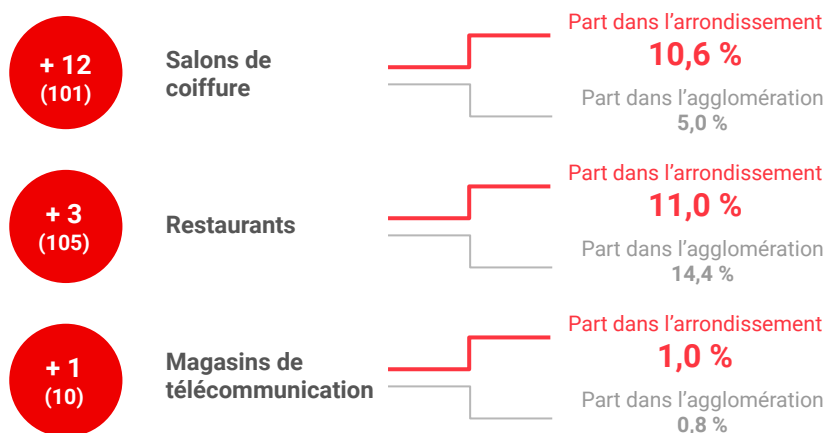 + 12
(101)
Salons de
coiffure
Part dans l’arrondissement
10,6 %
Part dans l’agglomération
5,0 %
+ 3
(105)
Restaurants
Part dans l’arrondissement
11,0 %
Part dans l’agglomération
14,4 %
+ 1
(10)
Magasins de
télécommunication
Part dans l’arrondissement
1,0 %
Part dans l’agglomération
0,8 %